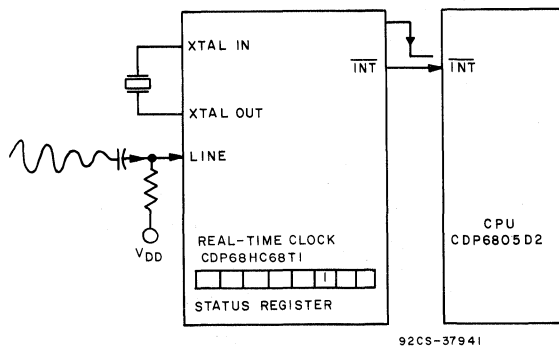 XTAL IN
INT
INT
XTAL OUT
LINE
VDD
CPU
CDP6805D2
REAL-TIME CLOCK
CDP68HC68T1
1
STATUS REGISTER
92CS-37941